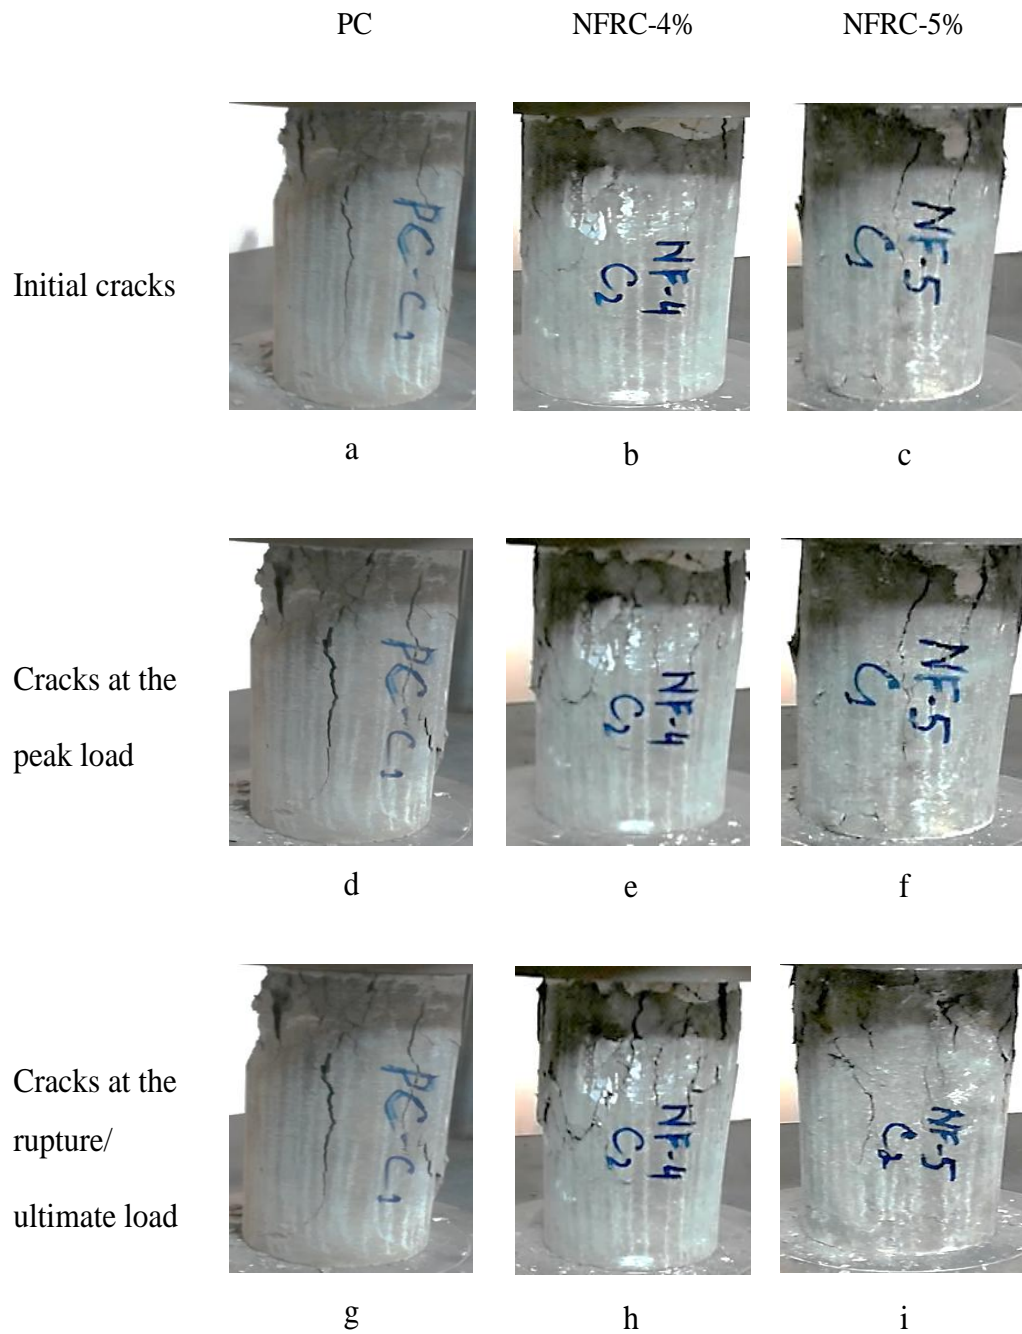 PC NFRC-4% NFRC-5%
Initial cracks
PC-C1
NF-4
C2
NF-5
C1
a b c
Cracks at the
peak load
PC-C1
NF-4
C2
NF-5
C1
d e f
Cracks at the
rupture/
ultimate load
PC-C1
NF-4
C2
NF-5
C2
g h i